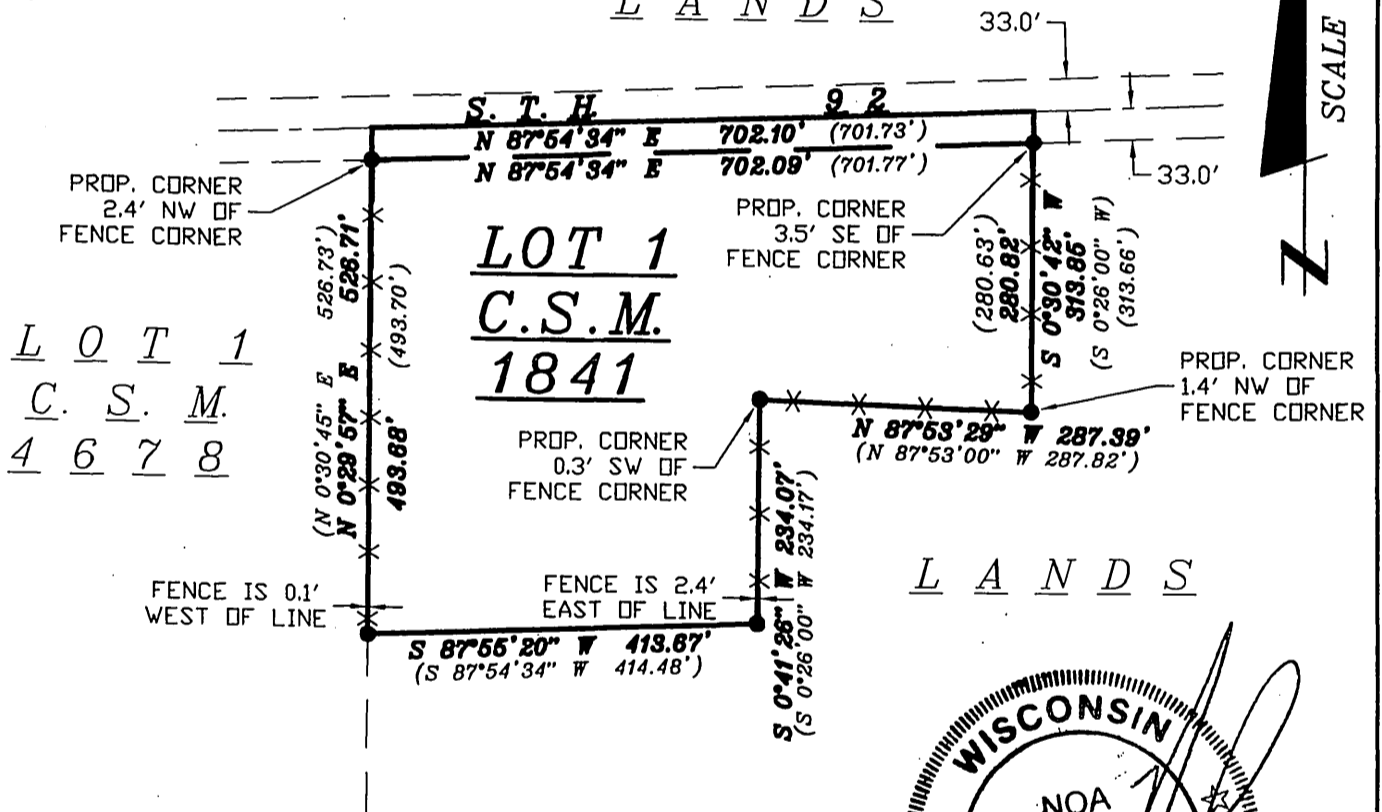 L A N D S
33.0'
SCALE
S. T. H. 9 2
N 87°54'34" E 702.10' (701.73')
N 87°54'34" E 702.09' (701.77')
33.0'
PROP. CORNER
2.4' NW OF
FENCE CORNER
PROP. CORNER
3.5' SE OF
FENCE CORNER
N
526.73')
526.71'
(493.70')
(N 0°30'45" E
N 0°29'57" E
493.68'
LOT 1
C.S.M.
1841
(280.63')
280.82'
S 0°30'42" W
313.85'
(S 0°26'00" W)
(313.66')
L O T 1
C. S. M.
4 6 7 8
PROP. CORNER
1.4' NW OF
FENCE CORNER
N 87°53'29" W 287.39'
(N 87°53'00" W 287.82')
PROP. CORNER
0.3' SW OF
FENCE CORNER
S 0°41'26" W 234.07'
(S 0°26'00" W 234.17')
L A N D S
FENCE IS 0.1'
WEST OF LINE
FENCE IS 2.4'
EAST OF LINE
S 87°55'20" W 413.67'
(S 87°54'34" W 414.48')
WISCONSIN
NOA